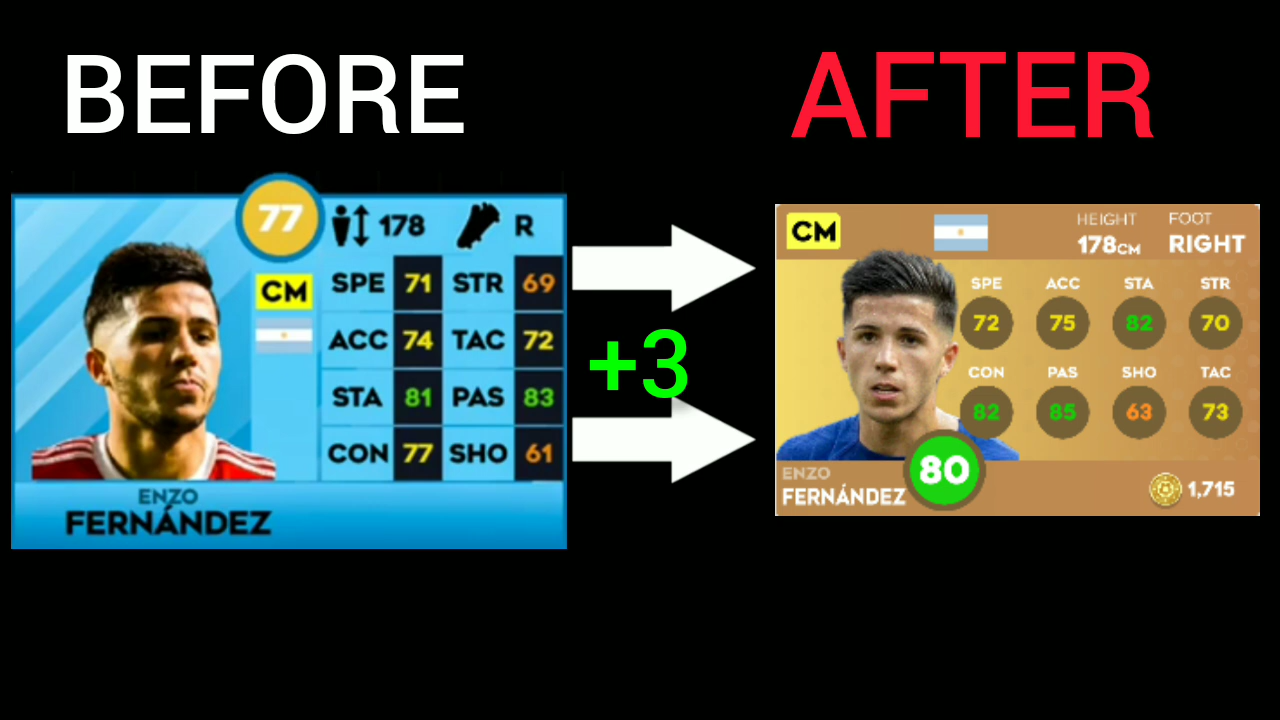 BEFORE
AFTER
77
178 R
CM
SPE 71 STR 69
ACC 74 TAC 72
STA 81 PAS 83
CON 77 SHO 61
ENZO
FERNÁNDEZ
+3
CM
HEIGHT FOOT
178CM RIGHT
SPE ACC STA STR
72 75 82 70
CON PAS SHO TAC
82 85 63 73
80
ENZO
FERNÁNDEZ
1,715